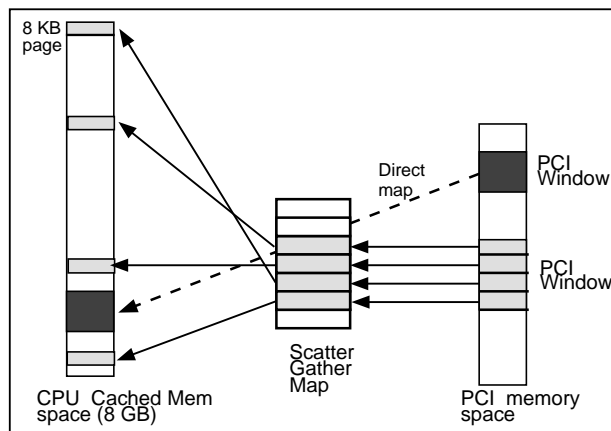 8 KB
page
Direct
map
PCI
Window
PCI
Window
Scatter
Gather
Map
CPU Cached Mem
space (8 GB)
PCI memory
space